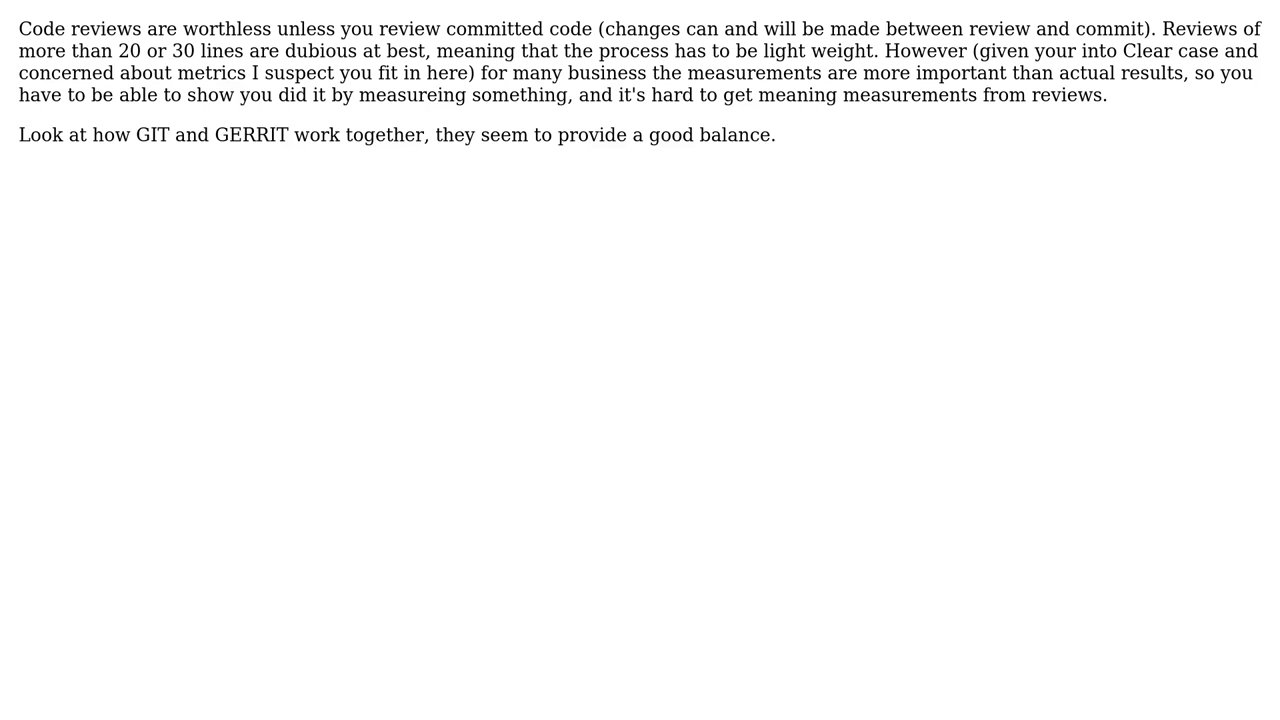 Code reviews are worthless unless you review committed code (changes can and will be made between review and commit). Reviews of
more than 20 or 30 lines are dubious at best, meaning that the process has to be light weight. However (given your into Clear case and
concerned about metrics I suspect you fit in here) for many business the measurements are more important than actual results, so you
have to be able to show you did it by measureing something, and it's hard to get meaning measurements from reviews.
Look at how GIT and GERRIT work together, they seem to provide a good balance.